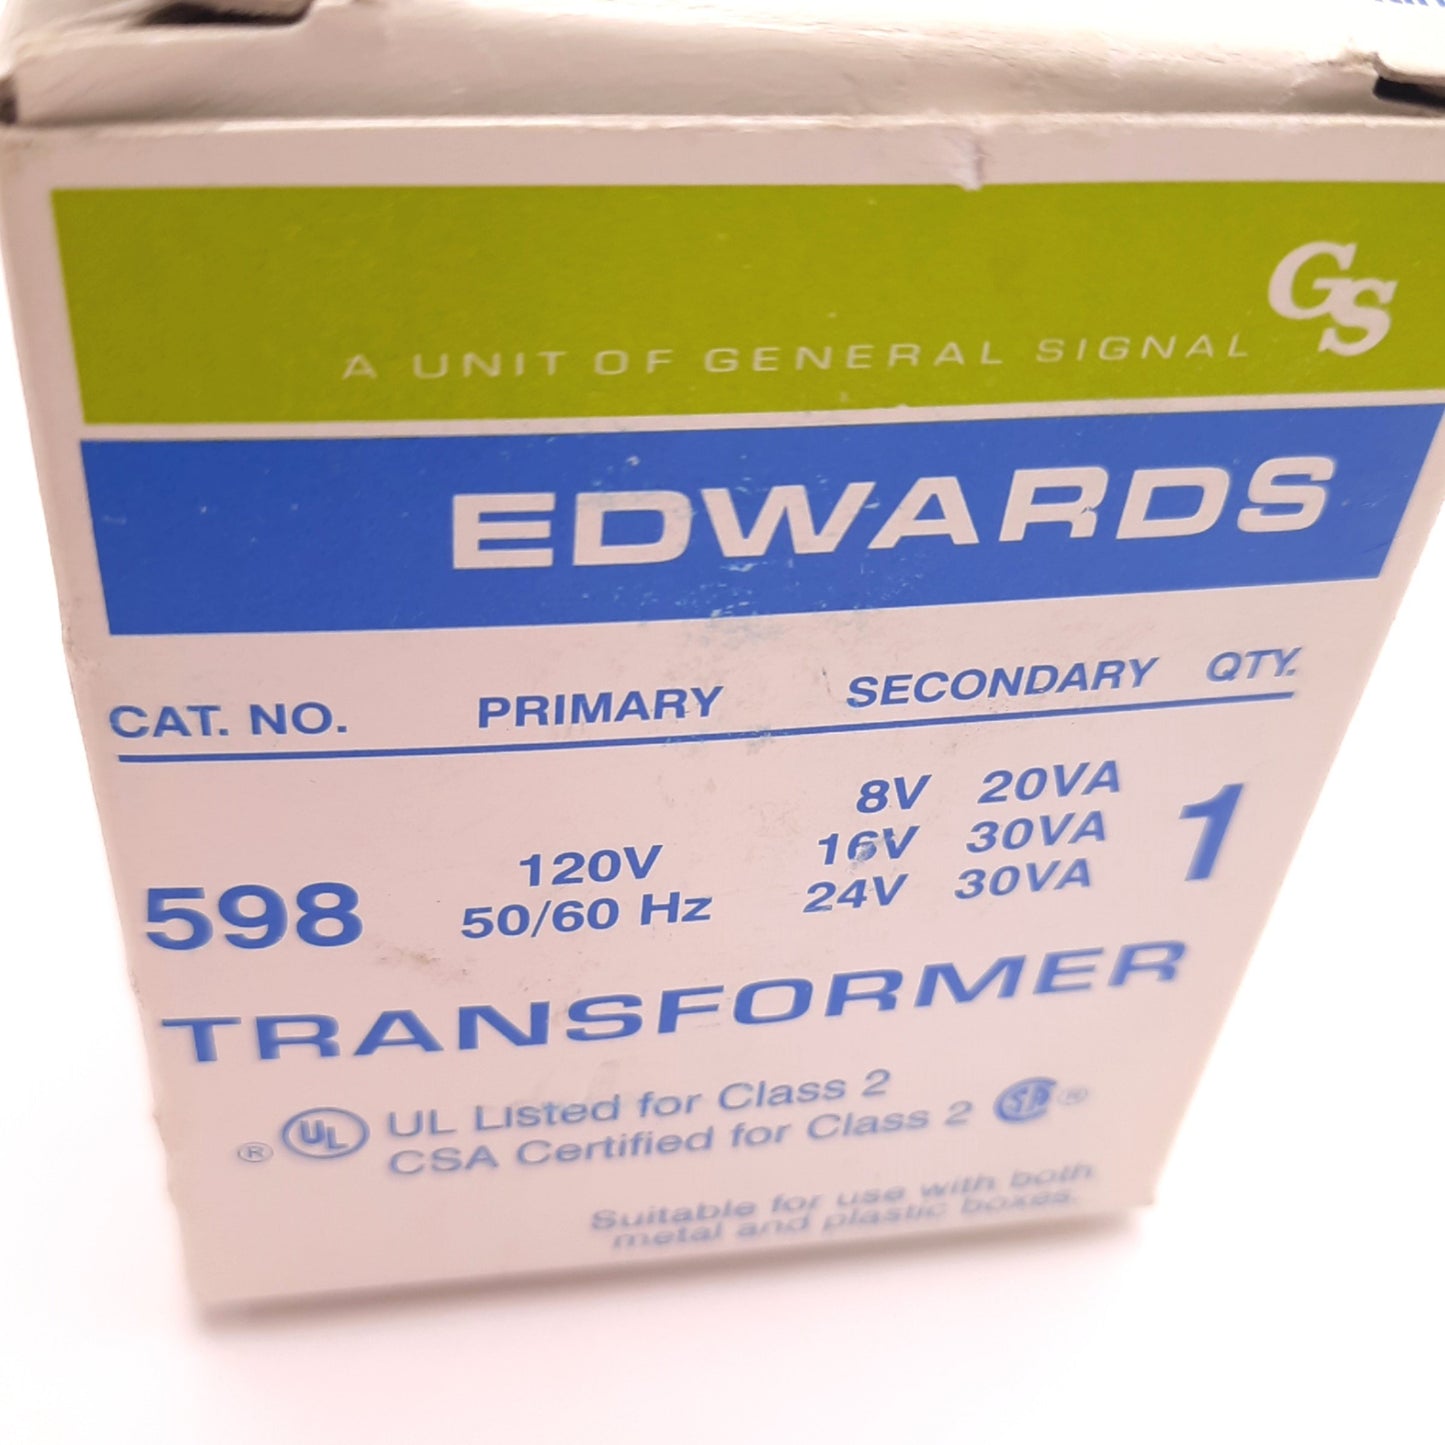 GS
A UNIT OF GENERAL SIGNAL
EDWARDS
CAT. NO. PRIMARY SECONDARY QTY.
8V 20VA
16V 30VA
24V 30VA
120V
50/60 Hz
598
1
TRANSFORMER
® UL UL Listed for Class 2
CSA Certified for Class 2 SA ®
Suitable for use with both
metal and plastic boxes.